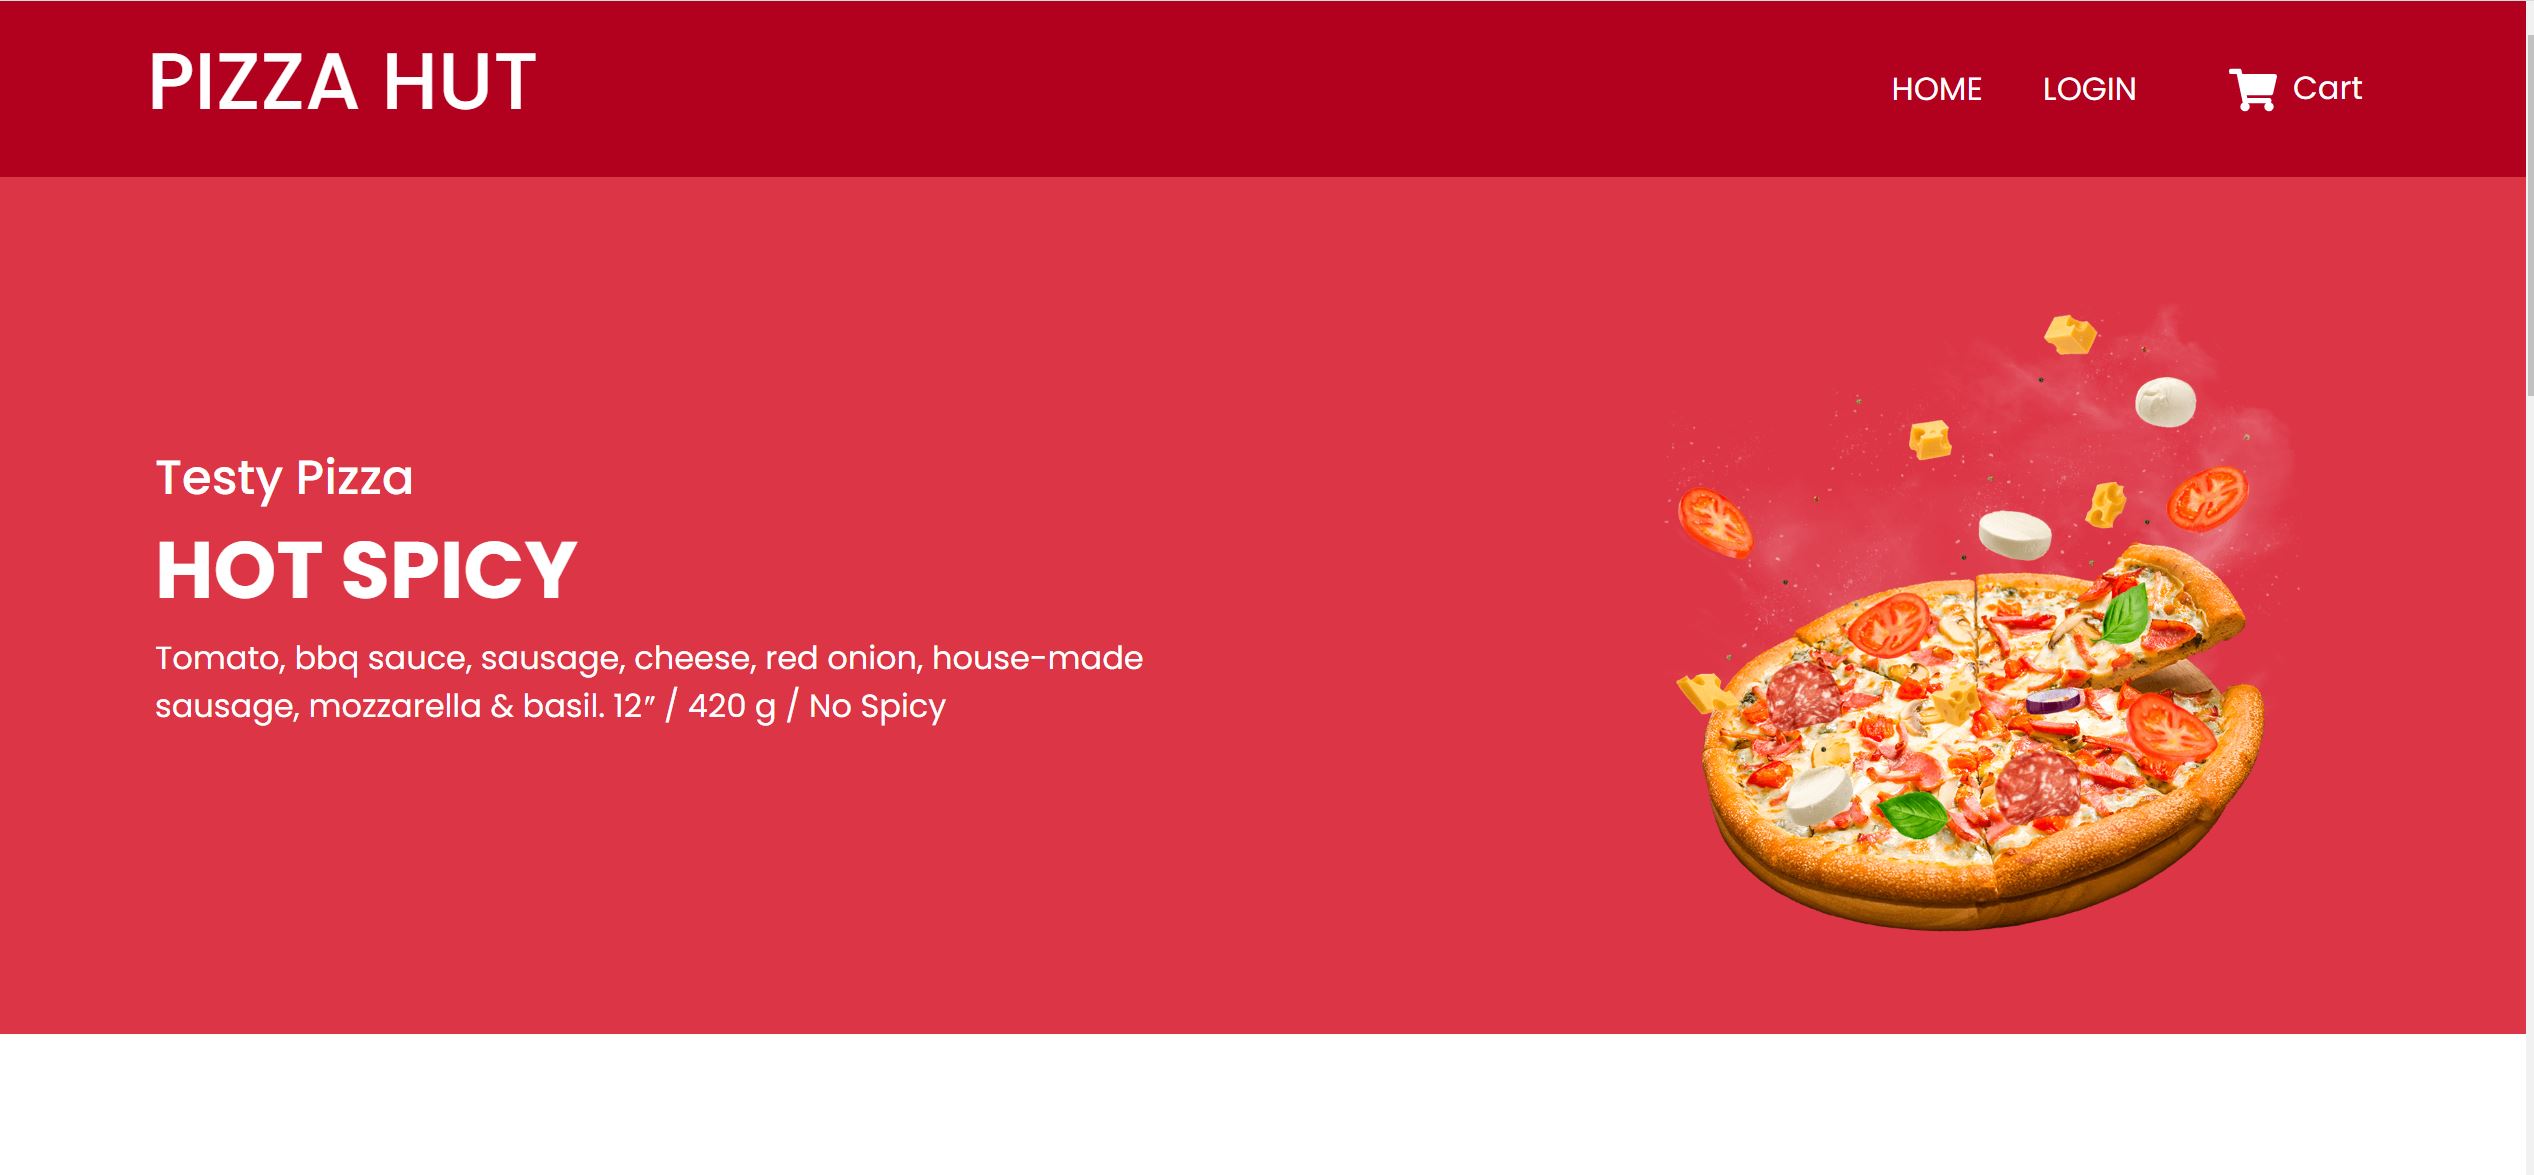 PIZZA HUT
HOME LOGIN Cart
Testy Pizza
HOT SPICY
Tomato, bbq sauce, sausage, cheese, red onion, house-made
sausage, mozzarella & basil. 12″ / 420 g / No Spicy